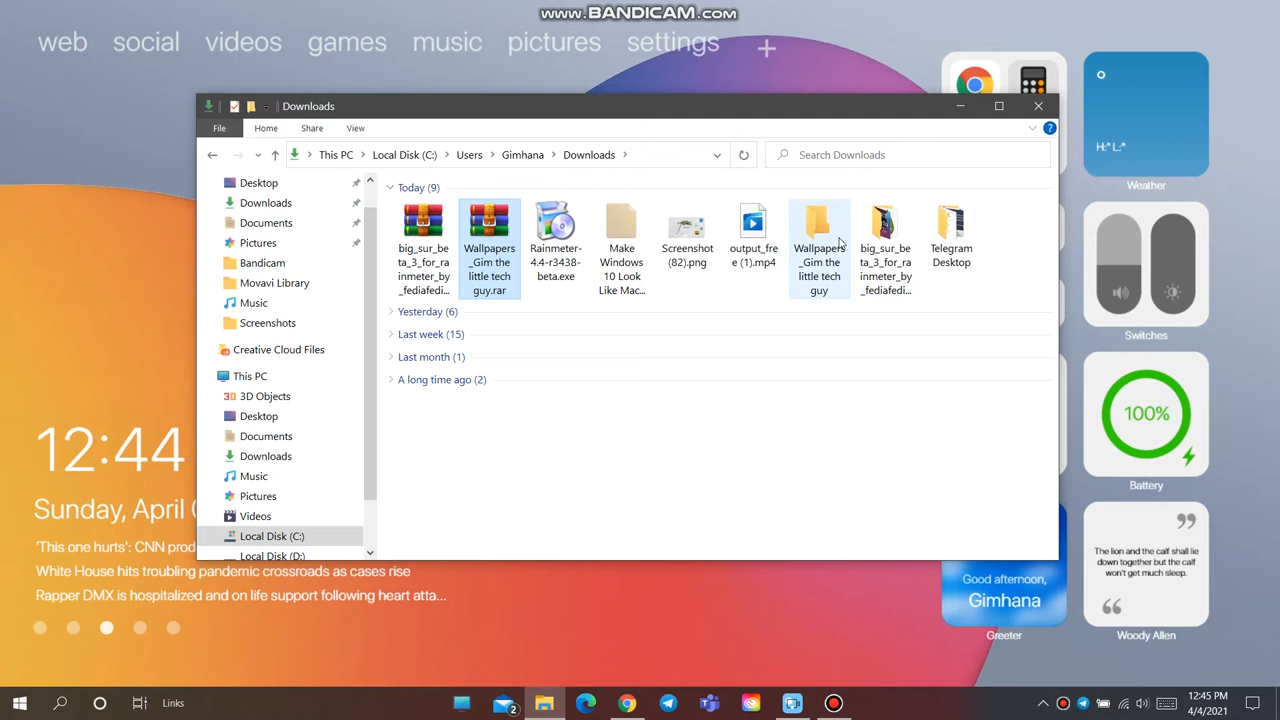 www.BANDICAM.com
web social videos games music pictures settings +
Downloads
File Home Share View
This PC Local Disk (C:) Users Gimhana Downloads
Search Downloads
Desktop
Downloads
Documents
Pictures
Bandicam
Movavi Library
Music
Screenshots
Creative Cloud Files
This PC
3D Objects
Desktop
Documents
Downloads
Music
Pictures
Videos
Local Disk (C:)
Local Disk (D:)
Today (9)
big_sur_be
ta_3_for_ra
inmeter_by
_fediafedi...
Wallpapers
_Gim the
little tech
guy.rar
Rainmeter-
4.4-r3438-
beta.exe
Make
Windows
10 Look
Like Mac...
Screenshot
(82).png
output_fre
e (1).mp4
Wallpapers
_Gim the
little tech
guy
big_sur_be
ta_3_for_ra
inmeter_by
_fediafedi...
Telegram
Desktop
Yesterday (6)
Last week (15)
Last month (1)
A long time ago (2)
12:44
Sunday, April
'This one hurts': CNN prod
White House hits troubling pandemic crossroads as cases rise
Rapper DMX is hospitalized and on life support following heart atta...
H:° L:°
Weather
Switches
100%
Battery
Good afternoon,
Gimhana
Greeter
The lion and the calf shall lie
down together but the calf
won't get much sleep.
Woody Allen
Links
2
12:45 PM
4/4/2021